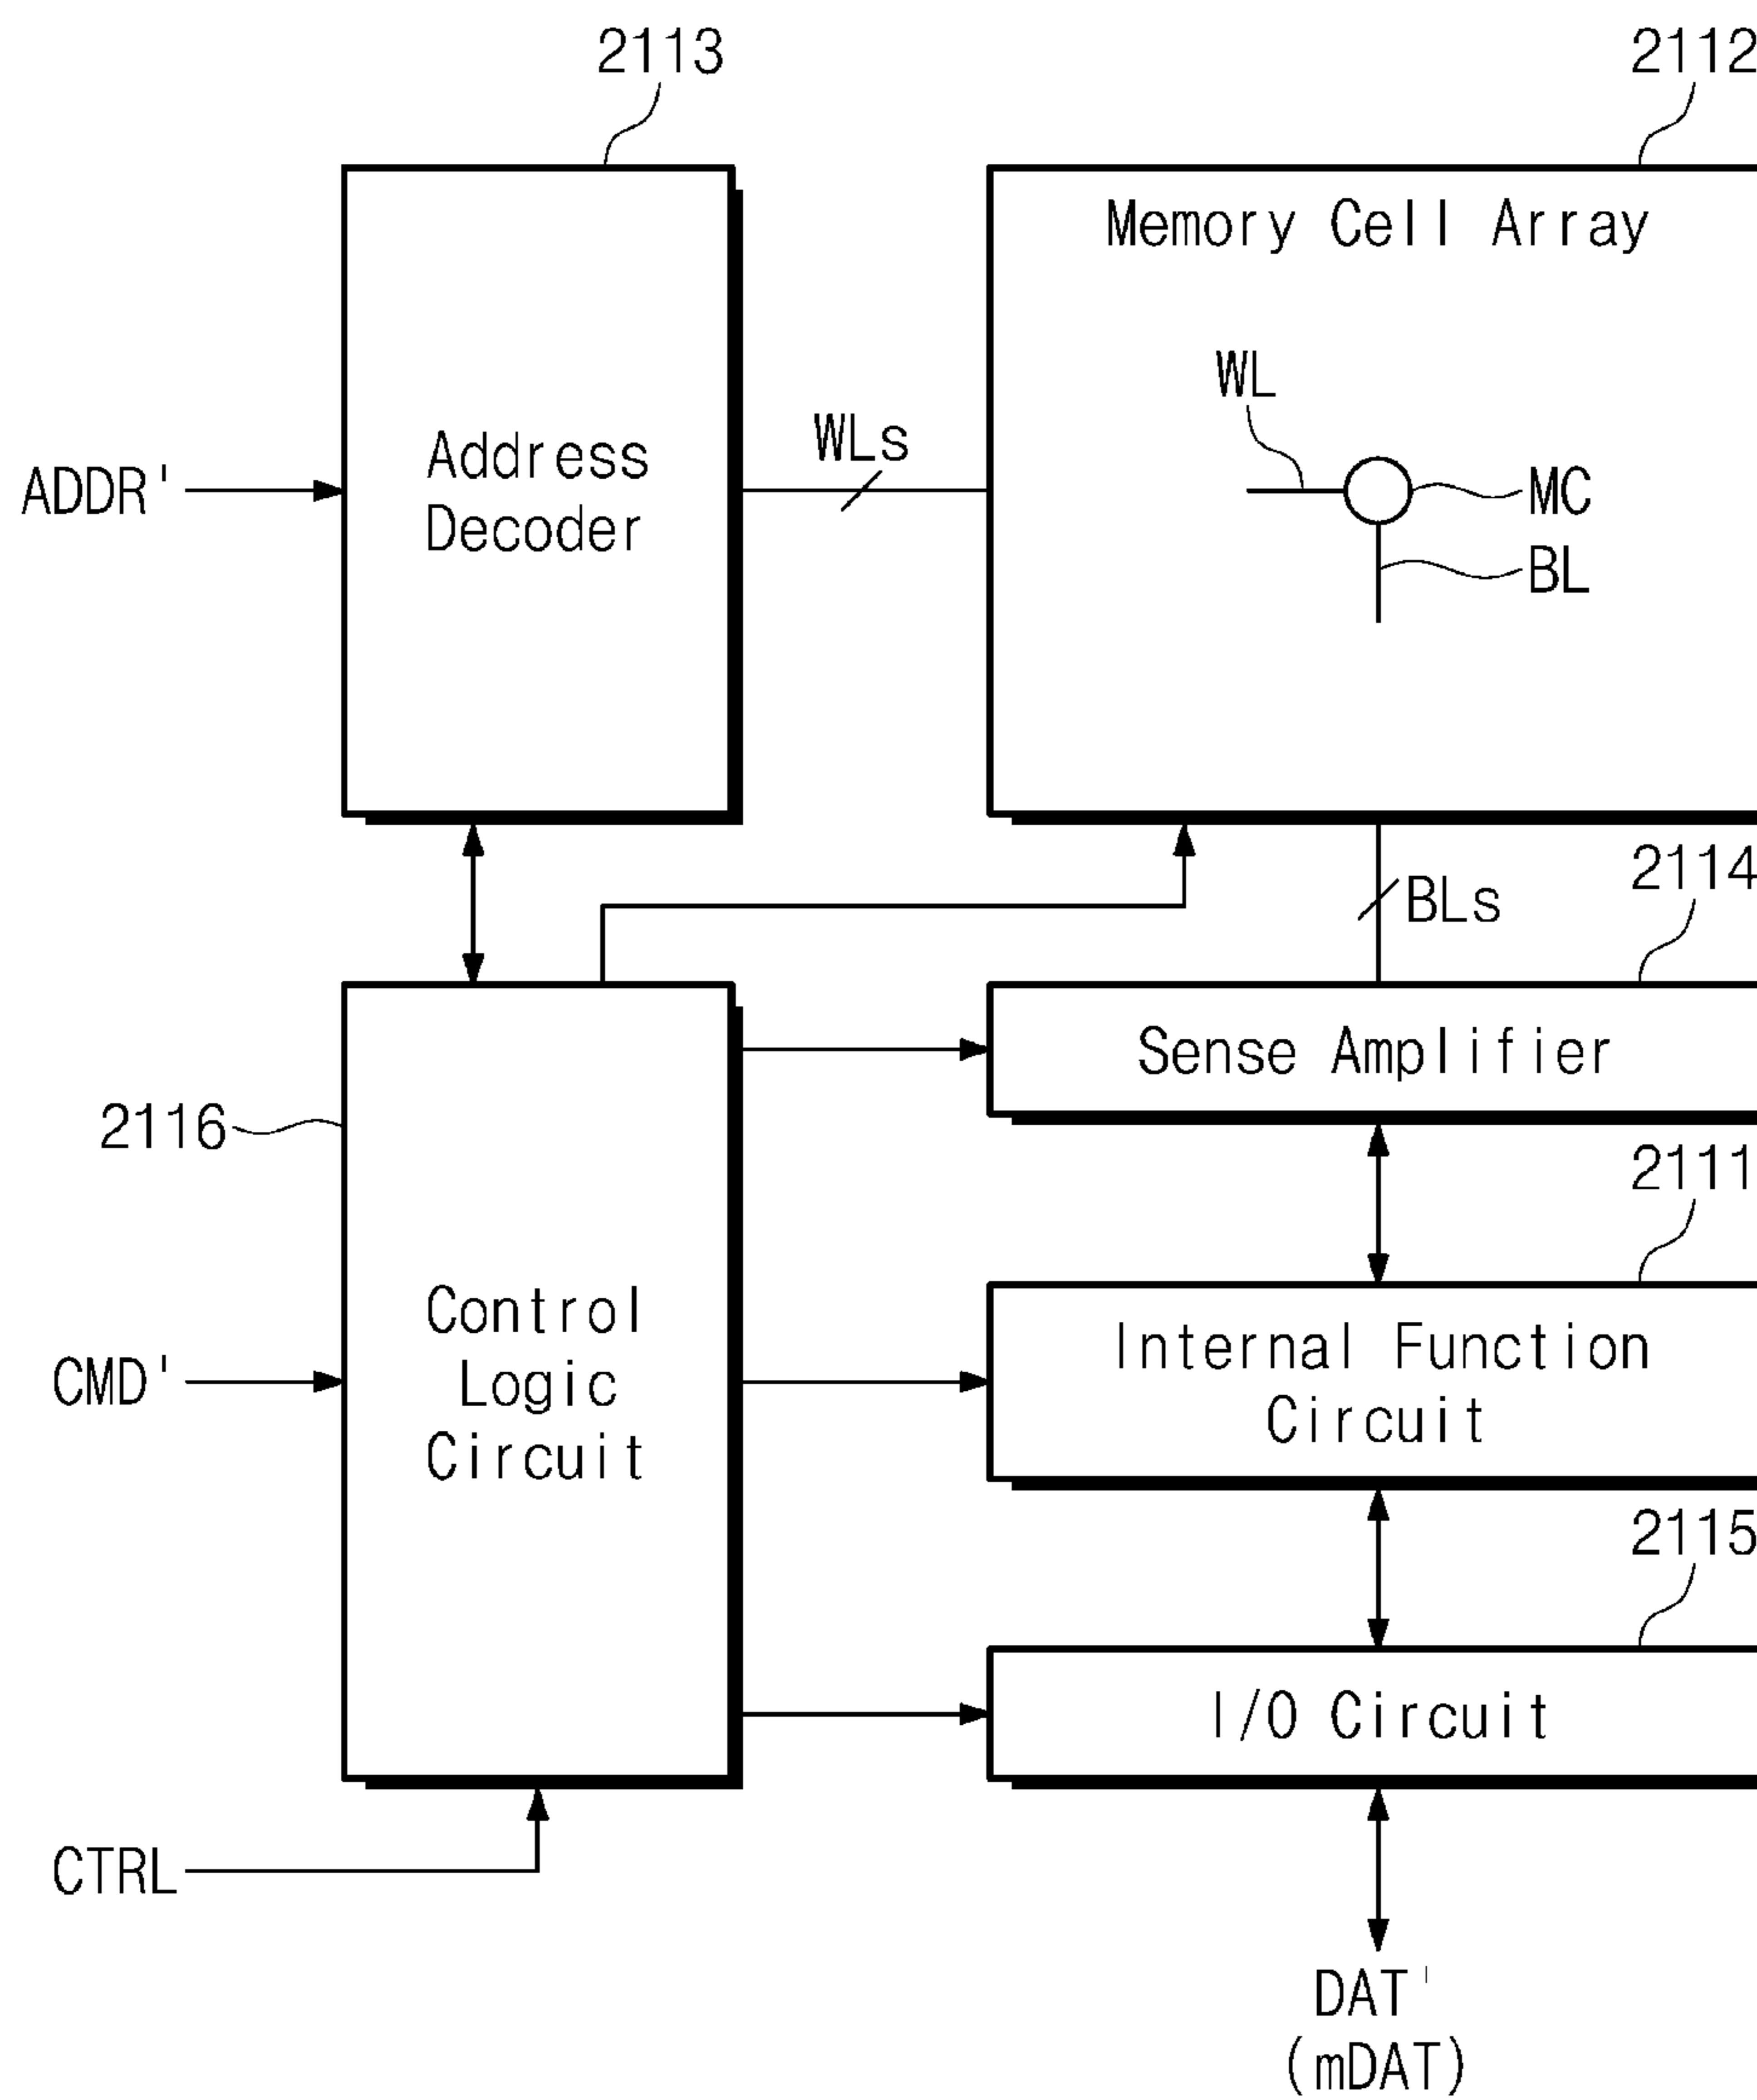 2113
2112
Memory Cell Array
WL
Address
Decoder
WLs
ADDR'
MC
BL
2114
BLs
Sense Amplifier
2116
2111
Control
Logic
Circuit
Internal Function
Circuit
CMD'
2115
I/O Circuit
CTRL
DAT'
(mDAT)